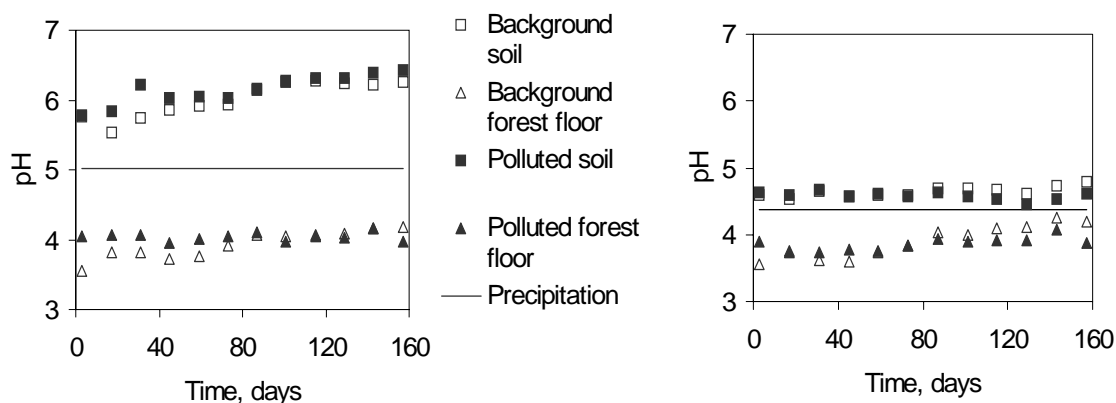 7
6
5
4
3
pH
0 40 80 120 160
Time, days
Background
soil
Background
forest floor
Polluted soil
Polluted forest
floor
Precipitation
7
6
5
4
3
pH
0 40 80 120 160
Time, days